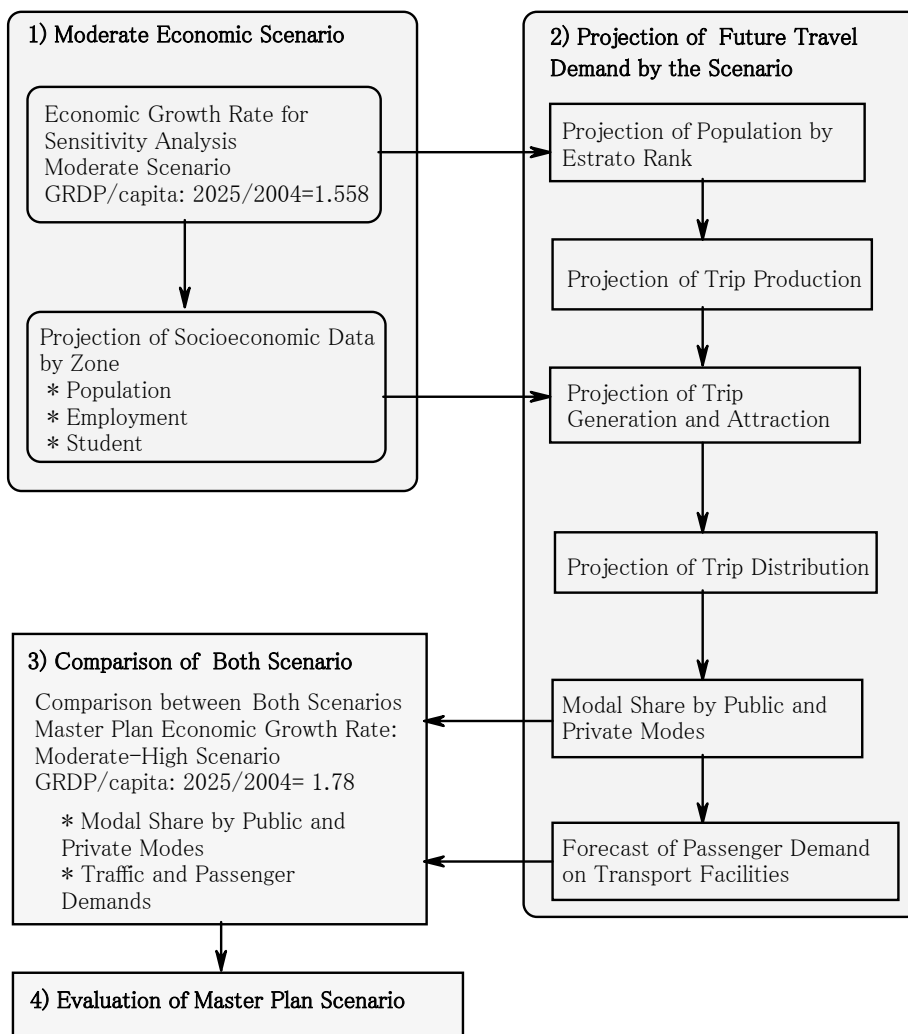 1) Moderate Economic Scenario
Economic Growth Rate for
Sensitivity Analysis
Moderate Scenario
GRDP/capita: 2025/2004=1.558
Projection of Socioeconomic Data
by Zone
* Population
* Employment
* Student
2) Projection of Future Travel
Demand by the Scenario
Projection of Population by
Estrato Rank
Projection of Trip Production
Projection of Trip
Generation and Attraction
Projection of Trip Distribution
Modal Share by Public and
Private Modes
Forecast of Passenger Demand
on Transport Facilities
3) Comparison of Both Scenario
Comparison between Both Scenarios
Master Plan Economic Growth Rate:
Moderate-High Scenario
GRDP/capita: 2025/2004= 1.78
* Modal Share by Public and
Private Modes
* Traffic and Passenger
Demands
4) Evaluation of Master Plan Scenario